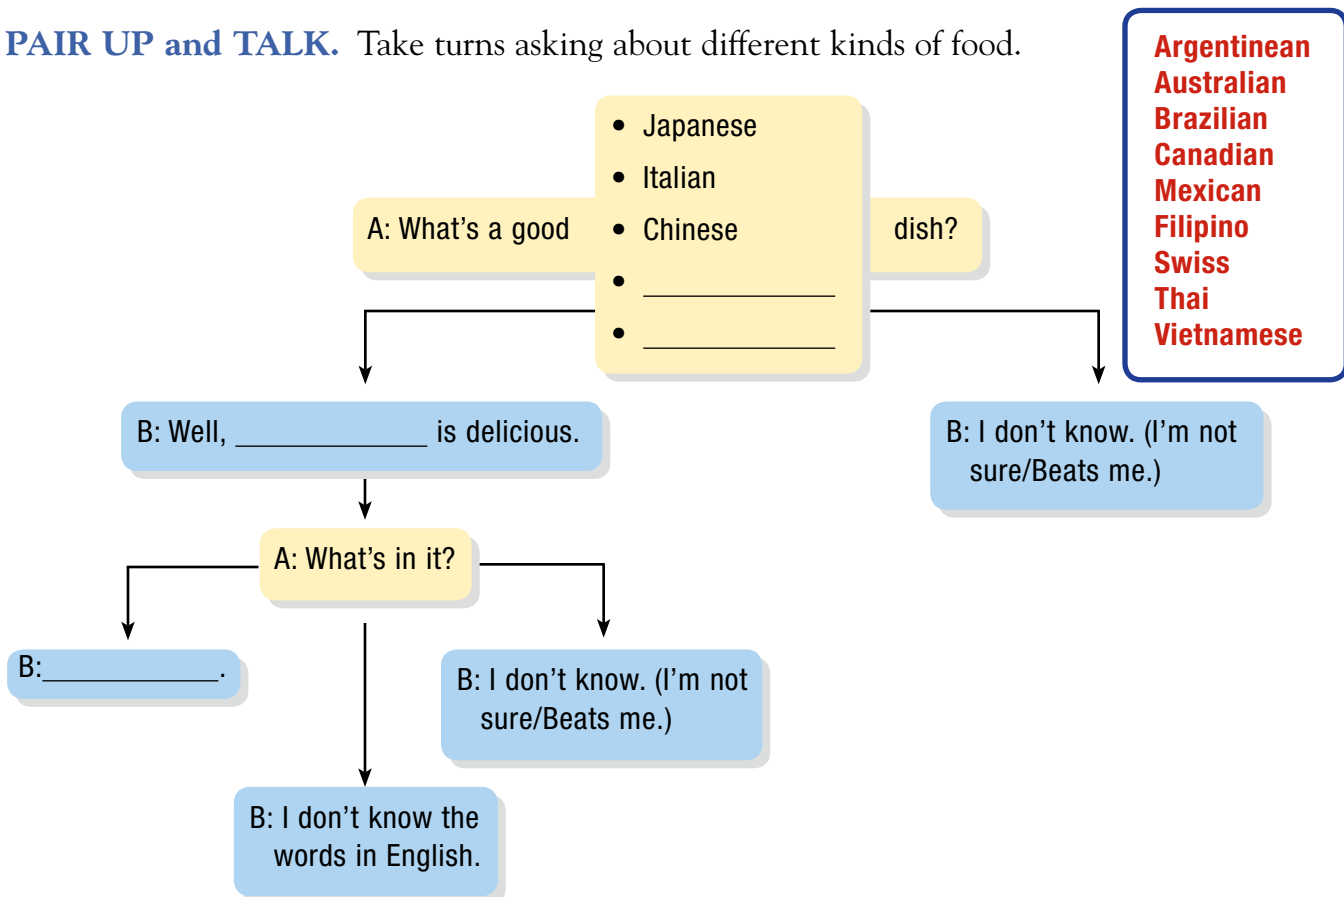 PAIR UP and TALK. Take turns asking about different kinds of food.
Argentinean
Australian
Brazilian
Canadian
Mexican
Filipino
Swiss
Thai
Vietnamese
• Japanese
• Italian
A: What's a good • Chinese dish?
• ____________
• ____________
B: Well, ____________ is delicious.
B: I don't know. (I'm not
sure/Beats me.)
A: What's in it?
B:___________.
B: I don't know. (I'm not
sure/Beats me.)
B: I don't know the
words in English.